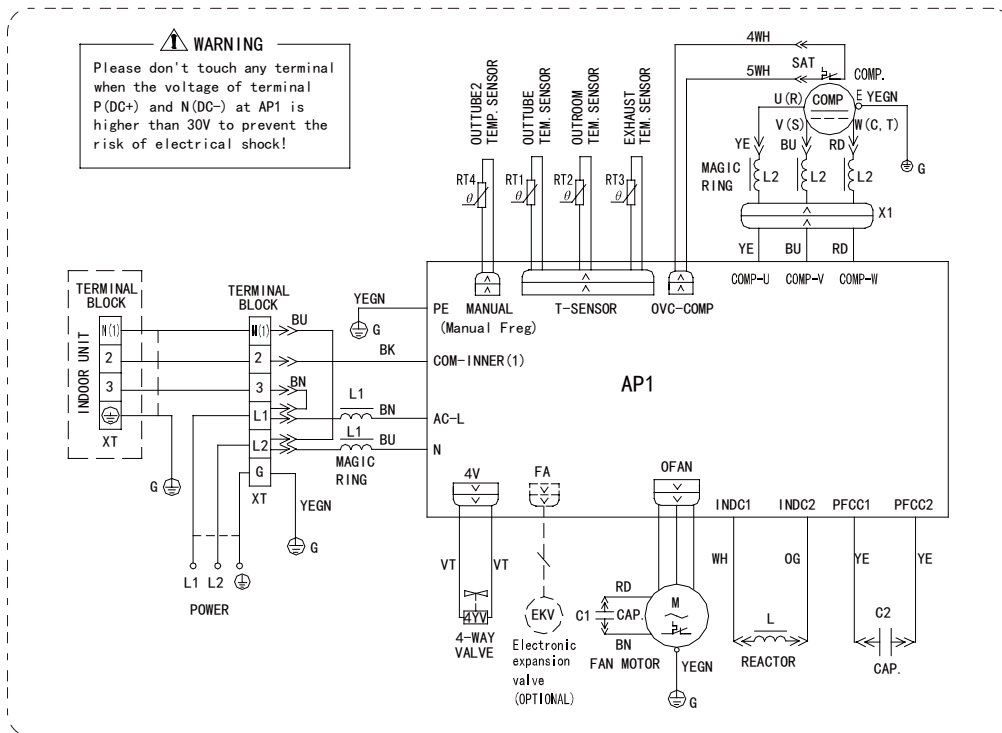 WARNING
Please don't touch any terminal
when the voltage of terminal
P(DC+) and N(DC-) at AP1 is
higher than 30V to prevent the
risk of electrical shock!
OUTTUBE2
TEMP. SENSOR
OUTTUBE
TEM. SENSOR
OUTROOM
TEM. SENSOR
EXHAUST
TEM. SENSOR
RT4
θ
RT1
θ
RT2
θ
RT3
θ
4WH
5WH
SAT
COMP.
U(R)
COMP
E
YEGN
V(S)
W(C, T)
YE
BU
RD
G
MAGIC
RING
L2
L2
L2
X1
YE
BU
RD
COMP-U
COMP-V
COMP-W
PE
MANUAL
(Manual Freg)
T-SENSOR
OVC-COMP
YEGN
G
COM-INNER(1)
AP1
AC-L
N
INDOOR UNIT
TERMINAL
BLOCK
N(1)
2
3
XT
G
TERMINAL
BLOCK
N(1)
2
3
L1
L2
G
XT
BU
BK
BN
L1
BN
L1
BU
MAGIC
RING
YEGN
G
L1
L2
POWER
4V
VT
VT
4YV
4-WAY
VALVE
FA
EKV
Electronic
expansion
valve
(OPTIONAL)
OFAN
RD
C1
CAP.
BN
M
FAN MOTOR
YEGN
G
INDC1
INDC2
PFCC1
PFCC2
WH
OG
YE
YE
L
REACTOR
C2
CAP.